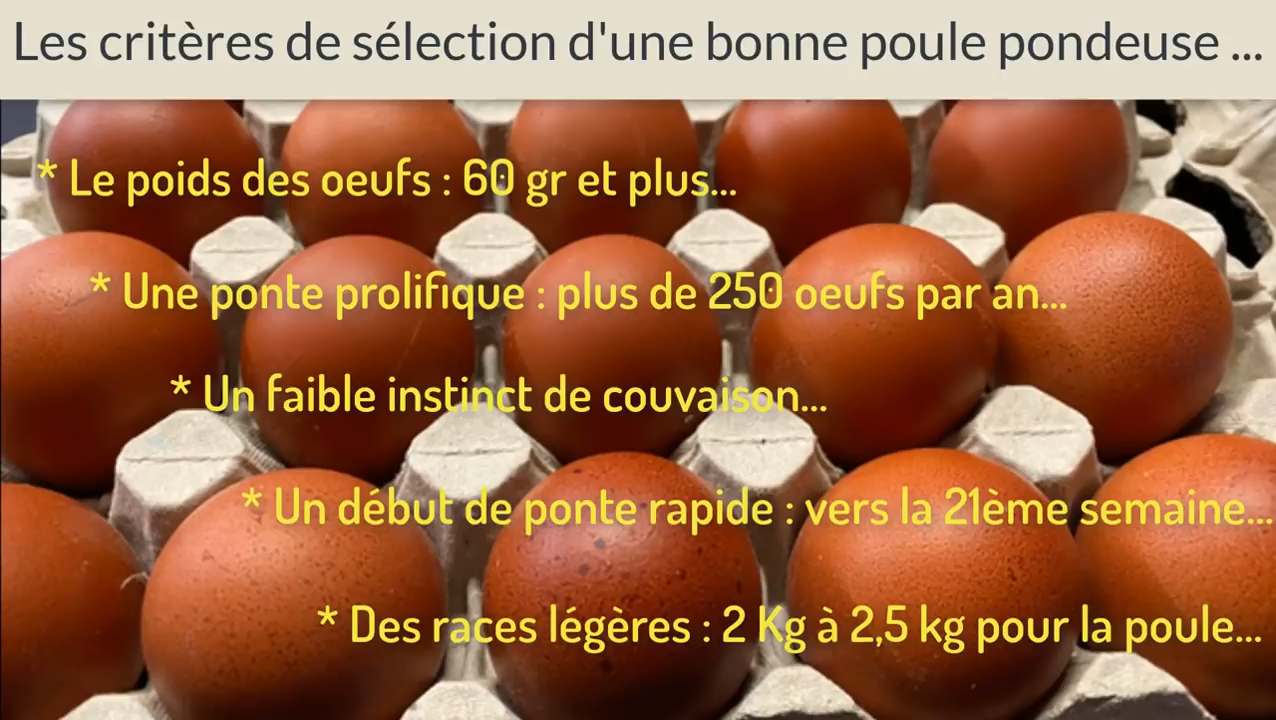 Les critères de sélection d'une bonne poule pondeuse ...
* Le poids des oeufs : 60 gr et plus...
* Une ponte prolifique : plus de 250 oeufs par an...
* Un faible instinct de couvaison...
* Un début de ponte rapide : vers la 21ème semaine...
* Des races légères : 2 Kg à 2,5 kg pour la poule...